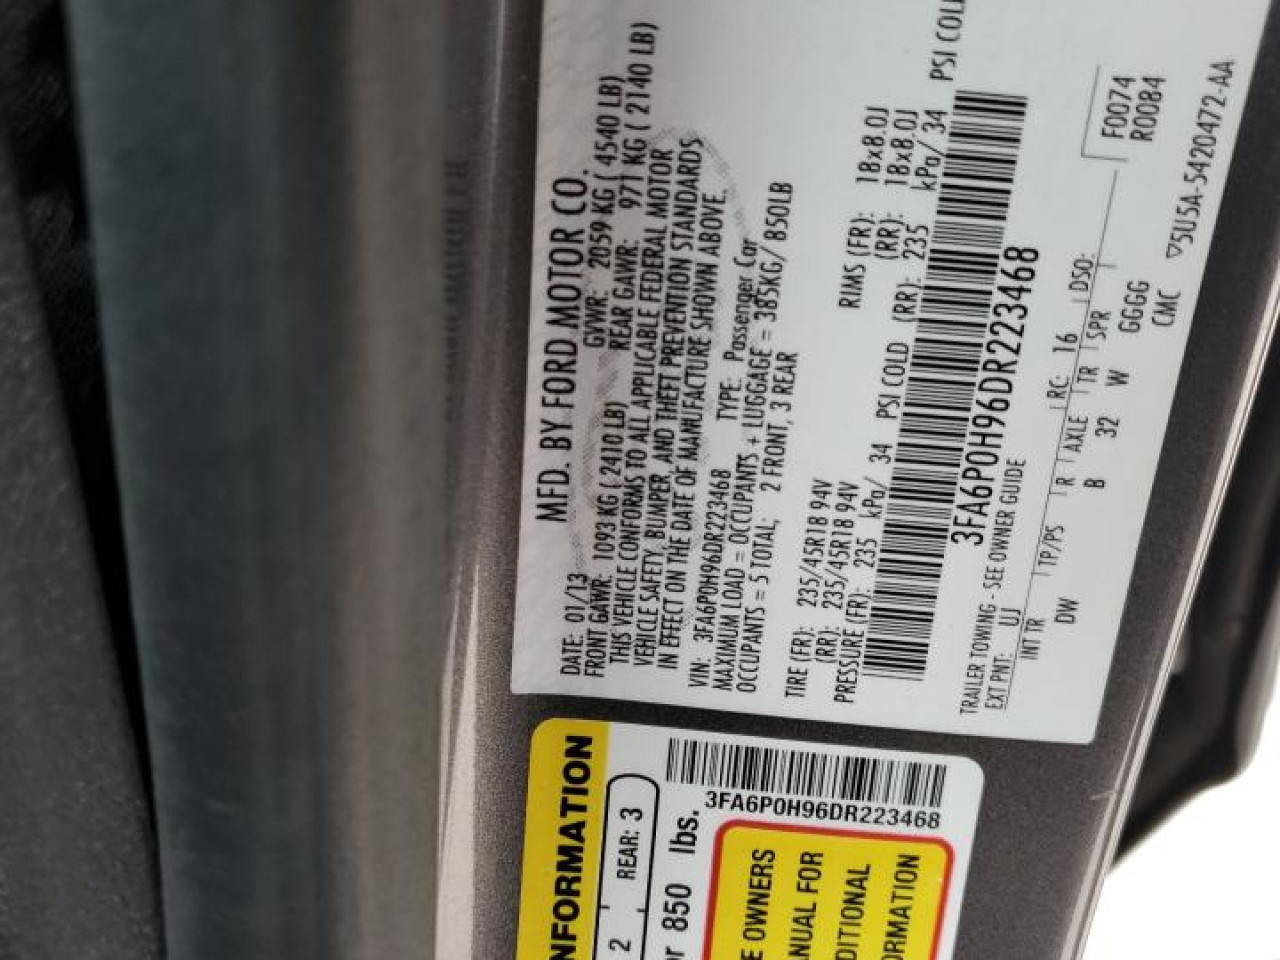 MFD. BY FORD MOTOR CO.
DATE: 01/13 GVWR: 2059 KG ( 4540 LB)
FRONT GAWR: 1093 KG ( 2410 LB) REAR GAWR: 971 KG ( 2140 LB)
THIS VEHICLE CONFORMS TO ALL APPLICABLE FEDERAL MOTOR
VEHICLE SAFETY, BUMPER, AND THEFT PREVENTION STANDARDS
IN EFFECT ON THE DATE OF MANUFACTURE SHOWN ABOVE.
VIN: 3FA6P0H96DR223468 TYPE: Passenger Car
MAXIMUM LOAD = OCCUPANTS + LUGGAGE = 385KG/ 850LB
OCCUPANTS = 5 TOTAL; 2 FRONT, 3 REAR
TIRE (FR): 235/45R18 94V RIMS (FR): 18x8.0J
(RR): 235/45R18 94V (RR): 18x8.0J
PRESSURE (FR): 235 kPa/ 34 PSI COLD (RR): 235 kPa/ 34 PSI COLD
3FA6P0H96DR223468
TRAILER TOWING - SEE OWNER GUIDE
F0074
R0084
EXT PNT: UJ RC: 16 DSO:
INT TR TP/PS R AXLE TR SPR
DW B 32 W GGGG
CMC
5U5A-5420472-AA
3FA6P0H96DR223468
2 REAR: 3
850 lbs.
OWNERS
FOR